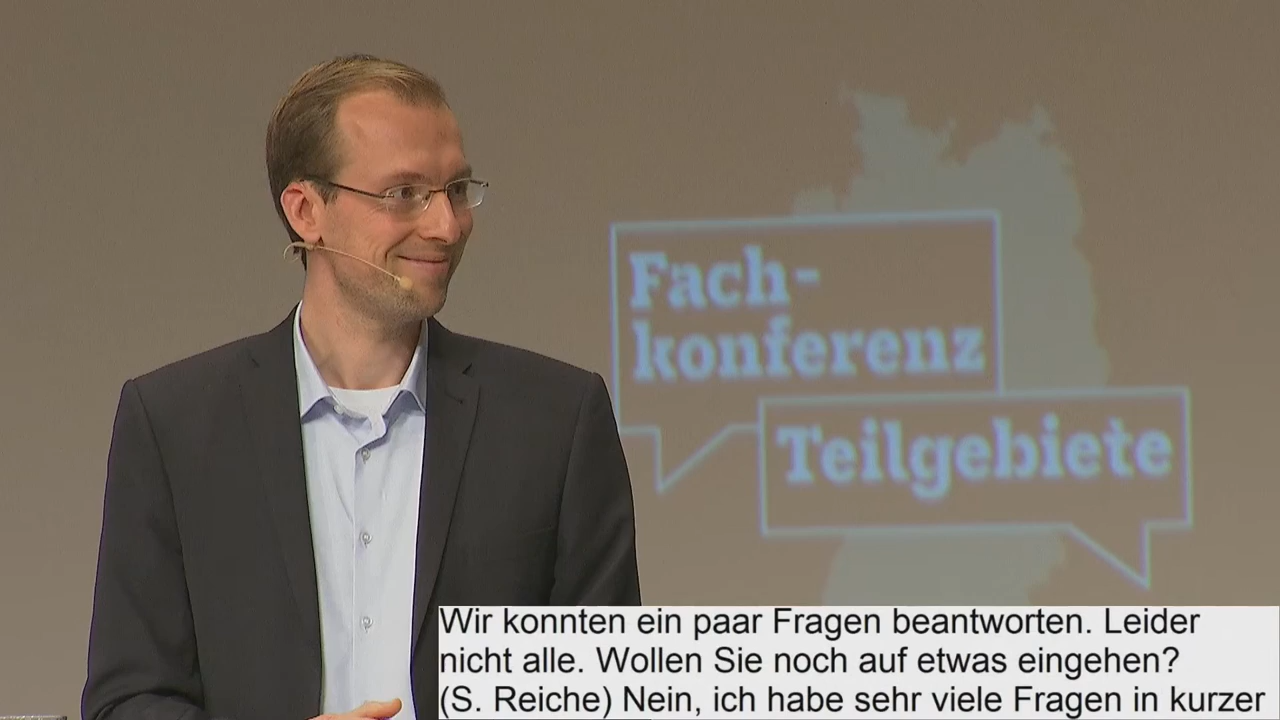 Fach-
konferenz
Teilgebiete
Wir konnten ein paar Fragen beantworten. Leider
nicht alle. Wollen Sie noch auf etwas eingehen?
(S. Reiche) Nein, ich habe sehr viele Fragen in kurzer